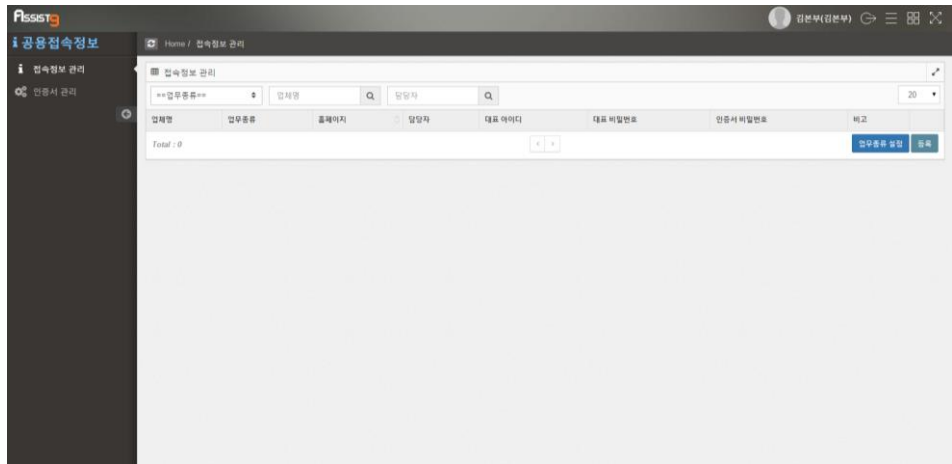 Assist9
김본부(김본부)
공용접속정보
Home / 접속정보 관리
접속정보 관리
인증서 관리
접속정보 관리
==업무종류==
업체명
담당자
20
업체명 업무종류 홈페이지 담당자 대표 아이디 대표 비밀번호 인증서 비밀번호 비고
Total : 0
업무종류 설정
등록